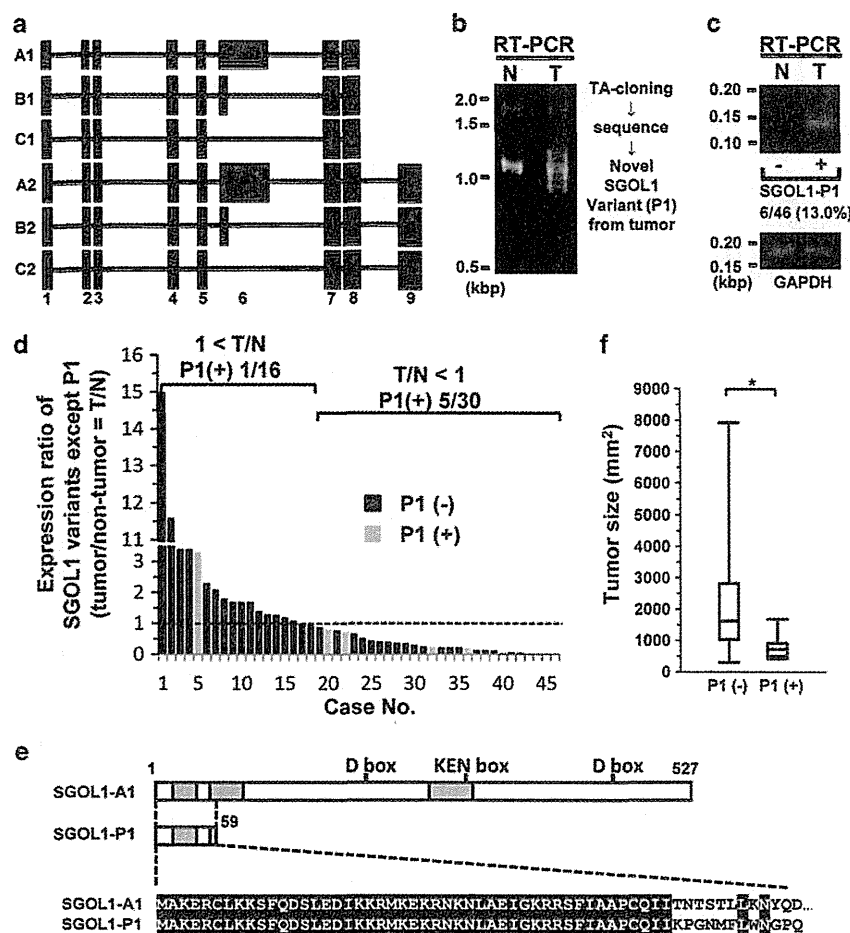 a
A1
B1
C1
A2
B2
C2
1 2 3 4 5 6 7 8 9
b
RT-PCR
N T
2.0
1.5
1.0
0.5
(kbp)
TA-cloning
↓
sequence
↓
Novel
SGOL1
Variant (P1)
from tumor
c
RT-PCR
N T
0.20
0.15
0.10
- +
SGOL1-P1
6/46 (13.0%)
0.20
0.15
(kbp)
GAPDH
d
Expression ratio of
SGOL1 variants except P1
(tumor/non-tumor = T/N)
16
15
14
13
12
11
3
2
1
0
1 < T/N
P1(+) 1/16
T/N < 1
P1(+) 5/30
P1 (-)
P1 (+)
1 5 10 15 20 25 30 35 40 45
Case No.
f
Tumor size (mm²)
9000
8000
7000
6000
5000
4000
3000
2000
1000
0
*
P1 (-) P1 (+)
e
1 D box KEN box D box 527
SGOL1-A1
SGOL1-P1 59
SGOL1-A1 MAKERCLKKSFQDSLEDIKKRMKEKRNKNLAEIGKRRSFIAAPCQIITNTSTLLKNYQD...
SGOL1-P1 MAKERCLKKSFQDSLEDIKKRMKEKRNKNLAEIGKRRSFIAAPCQIIKPGNMFLWNGPQ